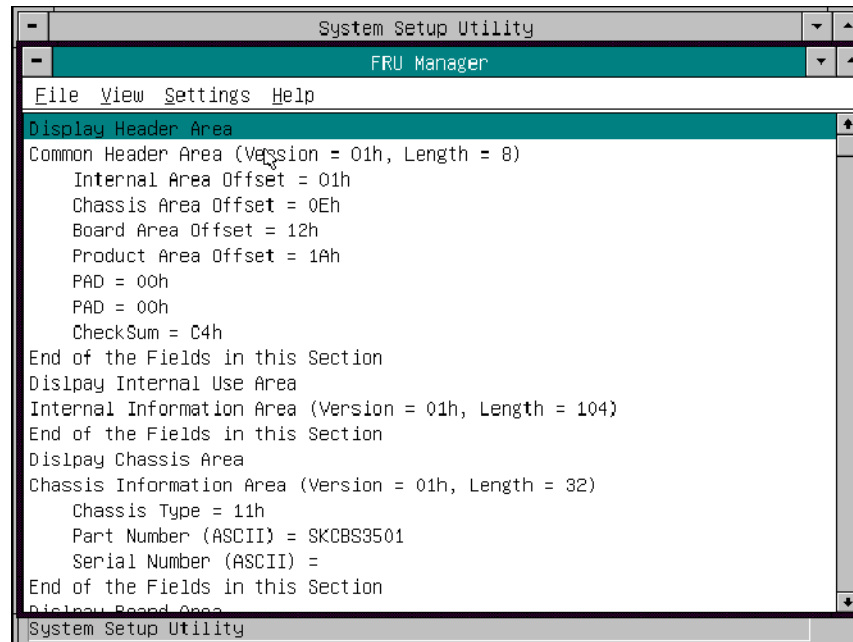 System Setup Utility
FRU Manager
File View Settings Help
Display Header Area
Common Header Area (Version = 01h, Length = 8)
Internal Area Offset = 01h
Chassis Area Offset = 0Eh
Board Area Offset = 12h
Product Area Offset = 1Ah
PAD = 00h
PAD = 00h
CheckSum = C4h
End of the Fields in this Section
Dislpay Internal Use Area
Internal Information Area (Version = 01h, Length = 104)
End of the Fields in this Section
Dislpay Chassis Area
Chassis Information Area (Version = 01h, Length = 32)
Chassis Type = 11h
Part Number (ASCII) = SKCBS3501
Serial Number (ASCII) =
End of the Fields in this Section
Dislpay Board Area
System Setup Utility